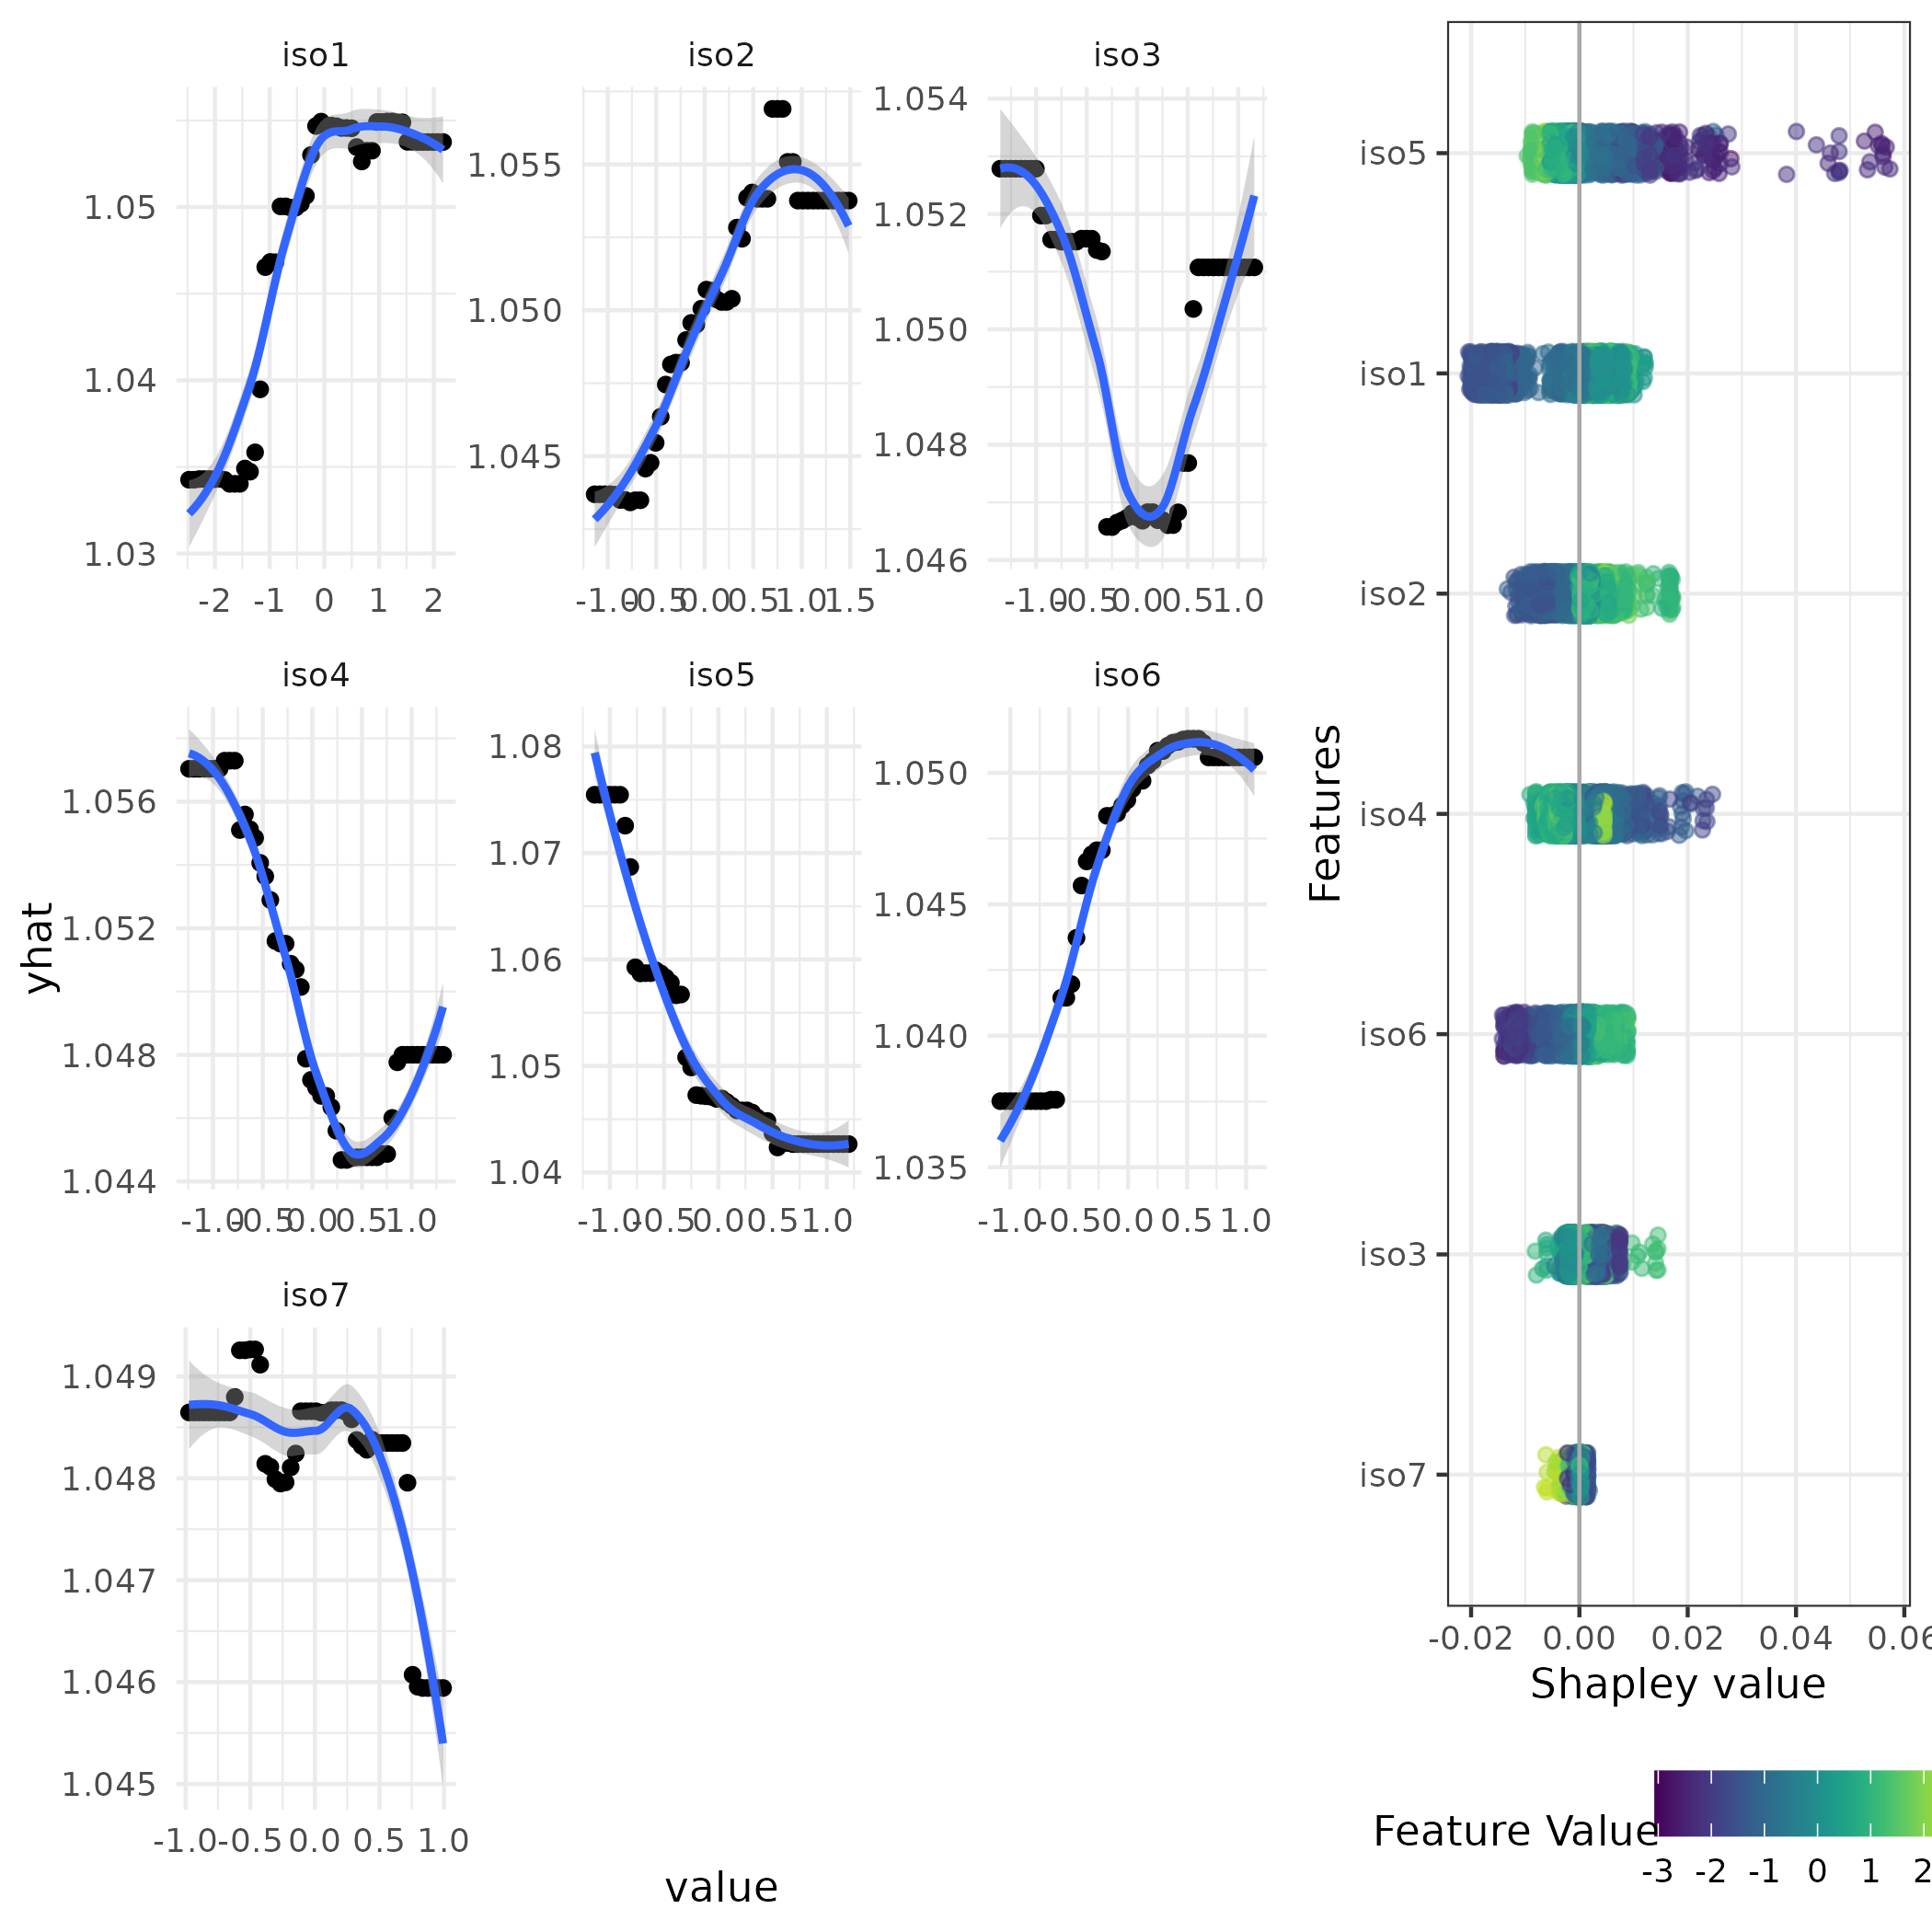 iso1 iso2 iso3
1.05
1.04
1.03
-2 -1 0 1 2
1.055
1.050
1.045
-1.0 -0.5 0.0 0.5 1.0 1.5
1.054
1.052
1.050
1.048
1.046
-1.0 -0.5 0.0 0.5 1.0
iso4 iso5 iso6
1.056
1.052
1.048
1.044
-1.0 -0.5 0.0 0.5 1.0
1.08
1.07
1.06
1.05
1.04
-1.0 -0.5 0.0 0.5 1.0
1.050
1.045
1.040
1.035
-1.0 -0.5 0.0 0.5 1.0
iso7
1.049
1.048
1.047
1.046
1.045
-1.0 -0.5 0.0 0.5 1.0
yhat
value
Features
iso5
iso1
iso2
iso4
iso6
iso3
iso7
-0.02 0.00 0.02 0.04 0.06
Shapley value
Feature Value
-3 -2 -1 0 1 2